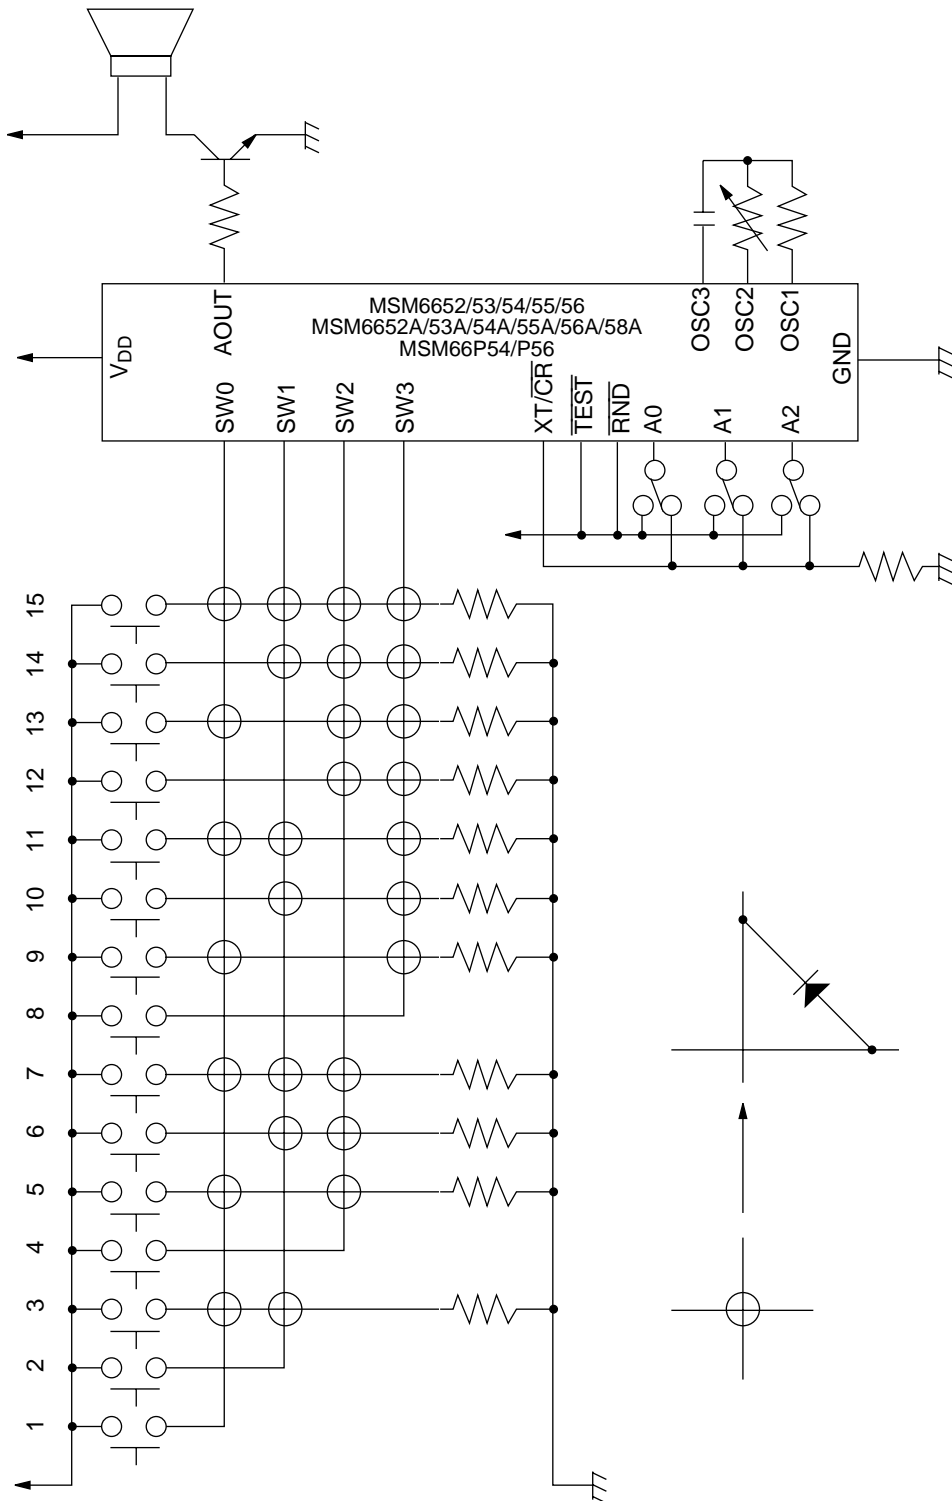 MSM6652/53/54/55/56
MSM6652A/53A/54A/55A/56A/58A
MSM66P54/P56
VDD
AOUT
OSC3
OSC2
OSC1
GND
SW0
SW1
SW2
SW3
XT/CR
TEST
RND
A0
A1
A2
15
14
13
12
11
10
9
8
7
6
5
4
3
2
1